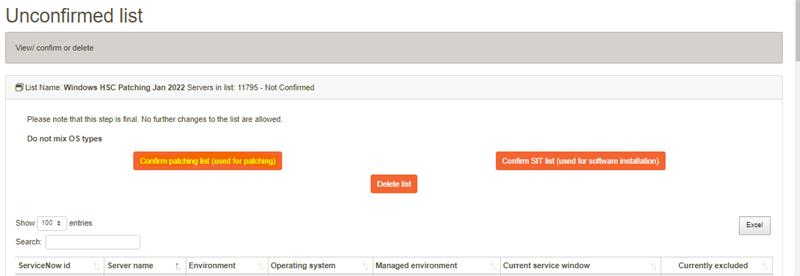 Unconfirmed list
View/ confirm or delete
List Name: Windows HSC Patching Jan 2022 Servers in list: 11795 - Not Confirmed
Please note that this step is final. No further changes to the list are allowed.
Do not mix OS types
Confirm patching list (used for patching) Confirm SIT list (used for software installation)
Delete list
Show 100 entries Excel
Search:
ServiceNow id Server name Environment Operating system Managed environment Current service window Currently excluded